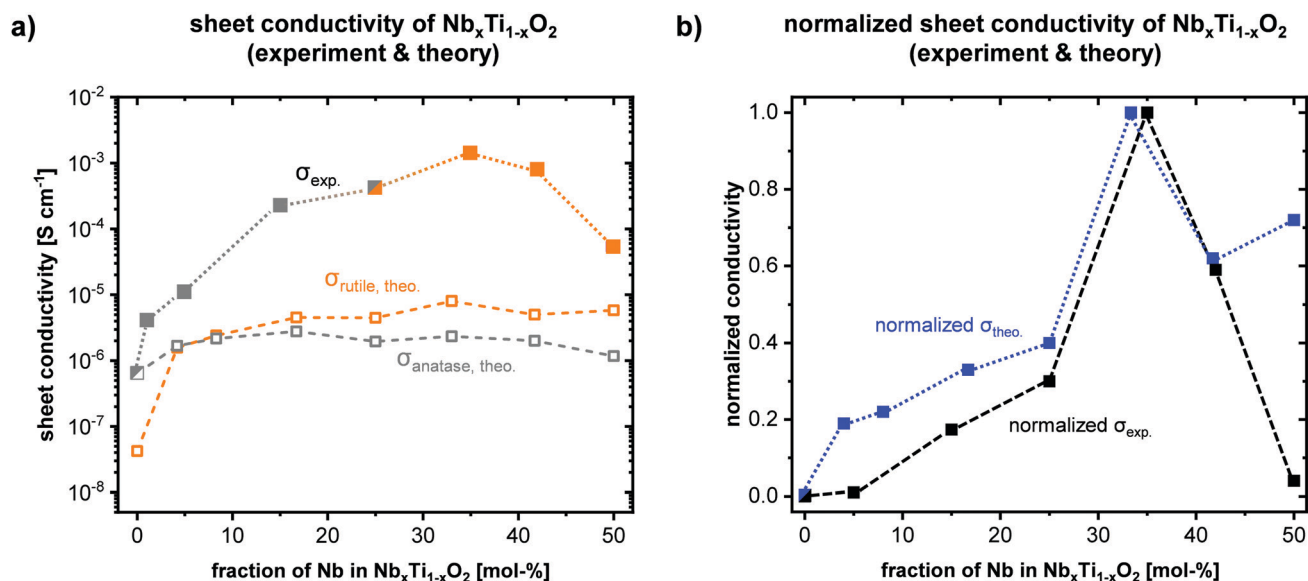 a)
sheet conductivity of NbxTi1-xO2
(experiment & theory)
sheet conductivity [S cm⁻¹]
10⁻²
10⁻³
10⁻⁴
10⁻⁵
10⁻⁶
10⁻⁷
10⁻⁸
σexp.
σrutile, theo.
σanatase, theo.
0 10 20 30 40 50
fraction of Nb in NbxTi1-xO2 [mol-%]
b)
normalized sheet conductivity of NbxTi1-xO2
(experiment & theory)
normalized conductivity
1.0
0.8
0.6
0.4
0.2
0.0
normalized σtheo.
normalized σexp.
0 10 20 30 40 50
fraction of Nb in NbxTi1-xO2 [mol-%]